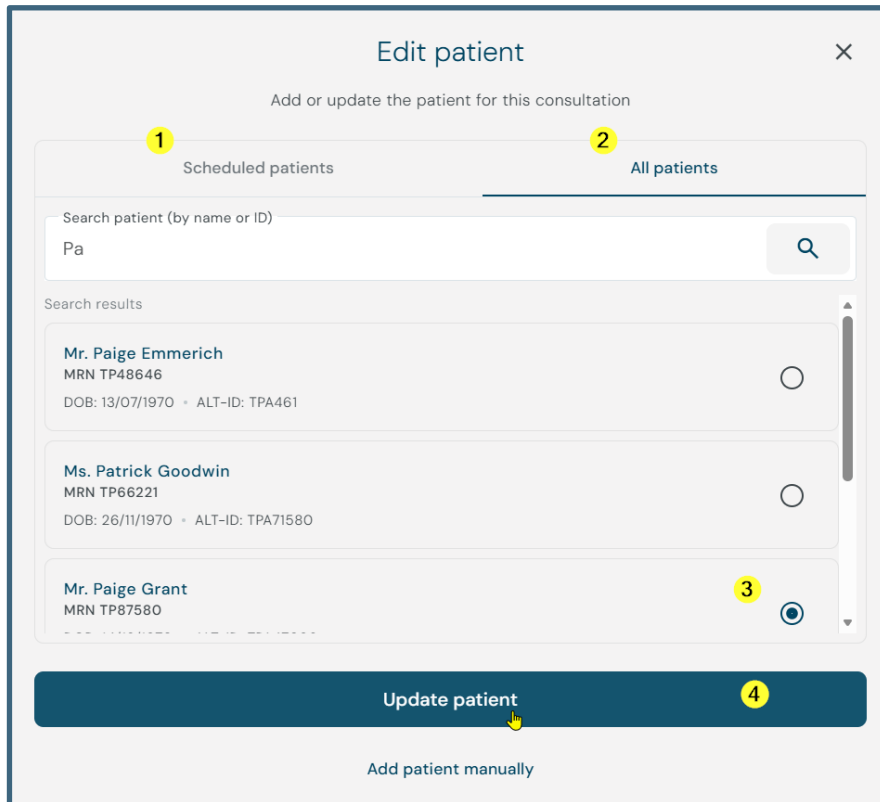 Edit patient
Add or update the patient for this consultation
1
2
Scheduled patients
All patients
Search patient (by name or ID)
Pa
Search results
Mr. Paige Emmerich
MRN TP48646
DOB: 13/07/1970 • ALT-ID: TPA461
Ms. Patrick Goodwin
MRN TP66221
DOB: 26/11/1970 • ALT-ID: TPA71580
Mr. Paige Grant
3
MRN TP87580
Update patient
4
Add patient manually